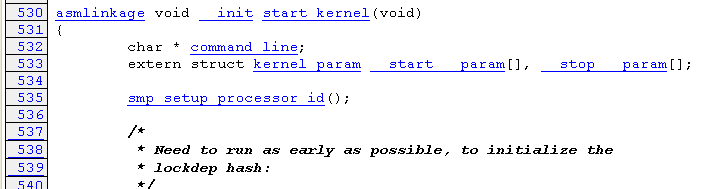 530 asmlinkage void __init start_kernel(void)
531 {
532 char * command_line;
533 extern struct kernel_param __start___param[], __stop___param[];
534
535 smp_setup_processor_id();
536
537 /*
538 * Need to run as early as possible, to initialize the
539 * lockdep hash:
540 */